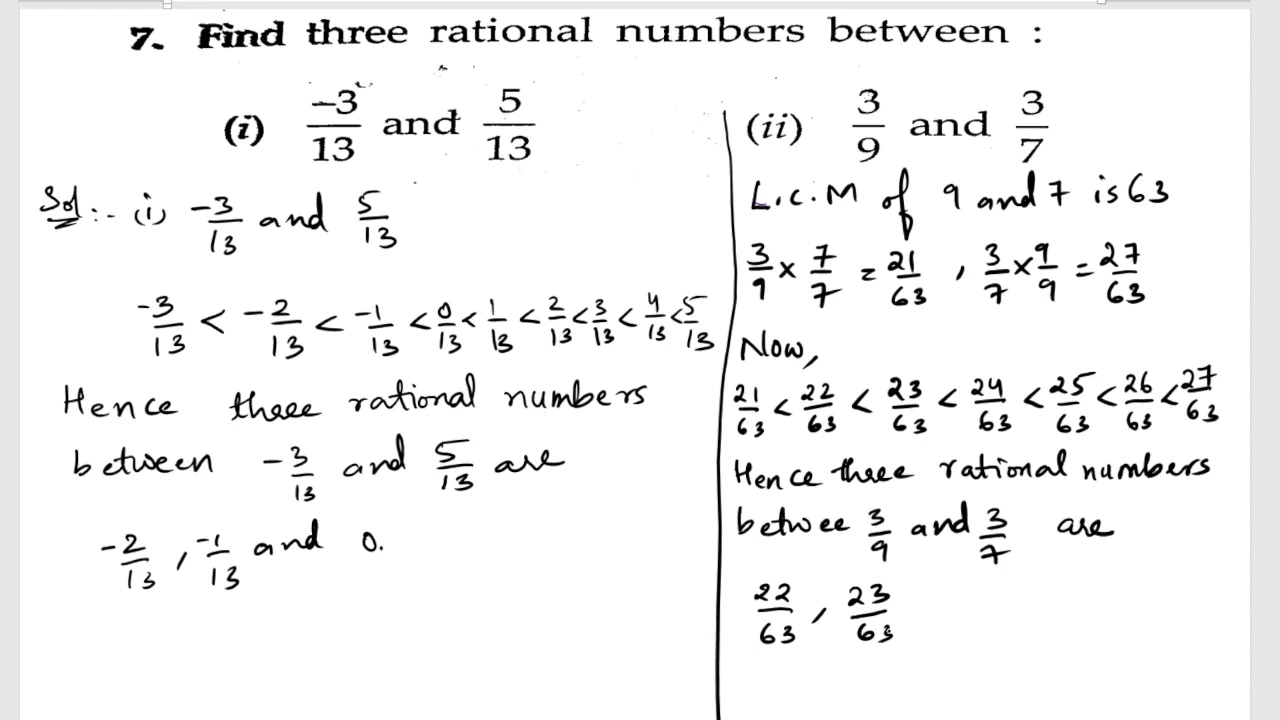 7. Find three rational numbers between :
(i) -3/13 and 5/13
Sol:- (i) -3/13 and 5/13
-3/13 < -2/13 < -1/13 < 0/13 < 1/13 < 2/13 < 3/13 < 4/13 < 5/13
Hence three rational numbers
between -3/13 and 5/13 are
-2/13 , -1/13 and 0.
(ii) 3/9 and 3/7
L.C.M of 9 and 7 is 63
3/9 × 7/7 = 21/63 , 3/7 × 9/9 = 27/63
Now,
21/63 < 22/63 < 23/63 < 24/63 < 25/63 < 26/63 < 27/63
Hence three rational numbers
betwee 3/9 and 3/7 are
22/63 , 23/63